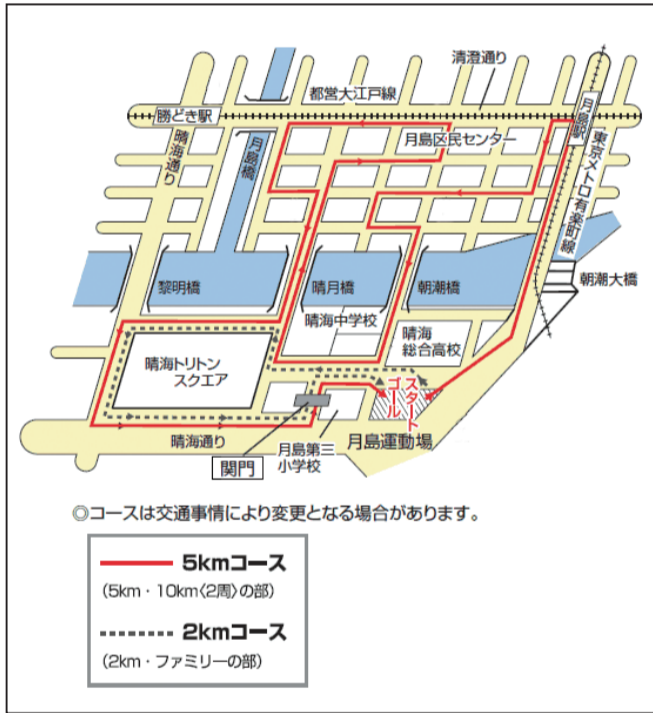 清澄通り
都営大江戸線
勝どき駅
月島駅
晴海通り
月島橋
月島区民センター
東京メトロ有楽町線
黎明橋
晴月橋
朝潮橋
朝潮大橋
晴海中学校
晴海
総合高校
晴海トリトン
スクエア
スタート
ゴール
晴海通り
月島第三
小学校
月島運動場
関門
◎コースは交通事情により変更となる場合があります。
5kmコース
(5km・10km〈2周〉の部)
2kmコース
(2km・ファミリーの部)